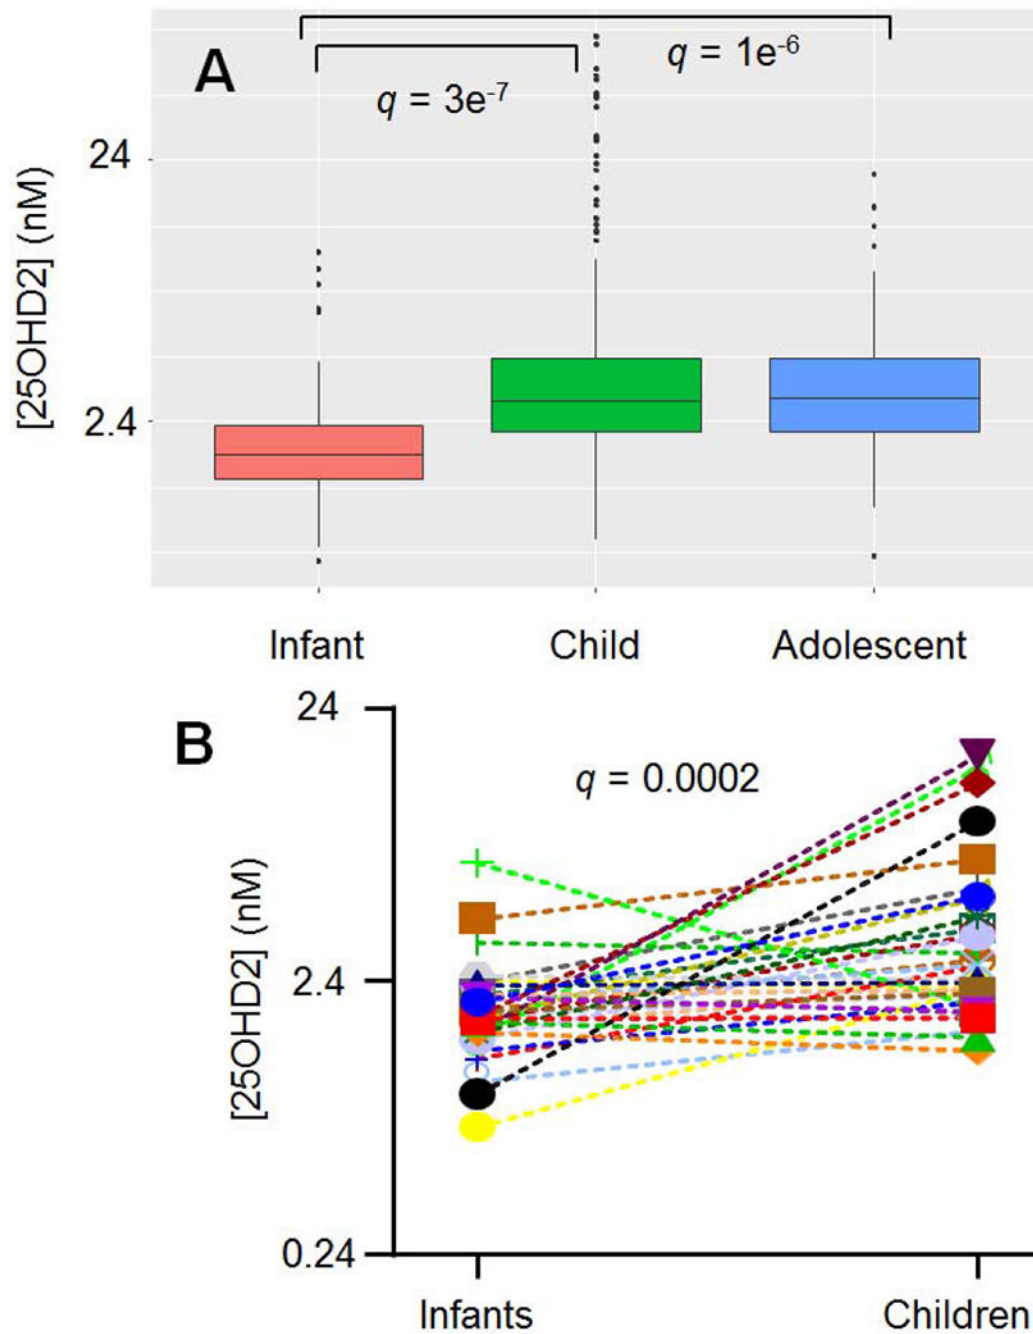 A
q = 1e-6
q = 3e-7
[25OHD2] (nM)
24
2.4
Infant Child Adolescent
B
24
q = 0.0002
[25OHD2] (nM)
2.4
0.24
Infants Children